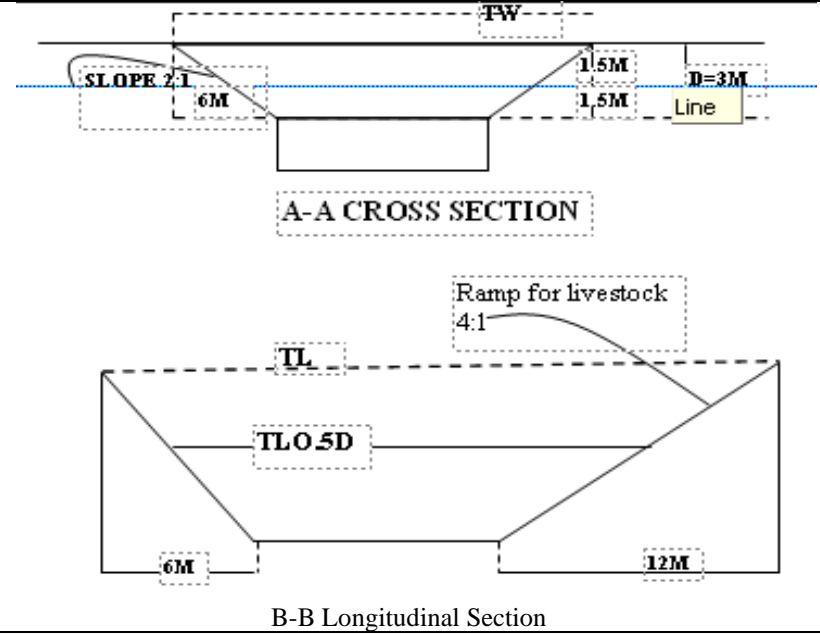 TW
1.5M
SLOPE 2:1
D=3M
6M
1.5M
Line
A-A CROSS SECTION
Ramp for livestock
4:1
TL
TLO.5D
6M
12M
B-B Longitudinal Section